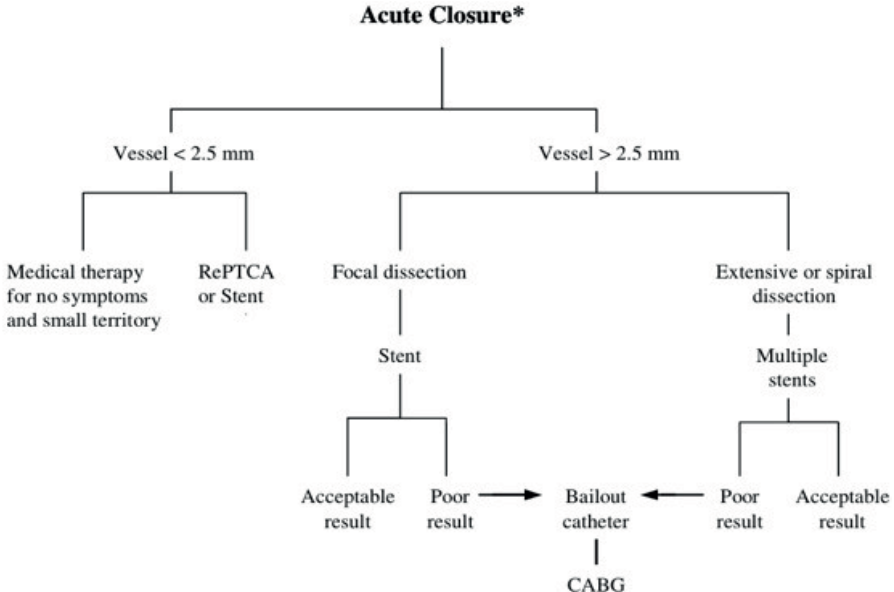 Acute Closure*
Vessel < 2.5 mm
Vessel > 2.5 mm
Medical therapy
for no symptoms
and small territory
RePTCA
or Stent
Focal dissection
Extensive or spiral
dissection
Stent
Multiple
stents
Acceptable
result
Poor
result
Bailout
catheter
Poor
result
Acceptable
result
CABG